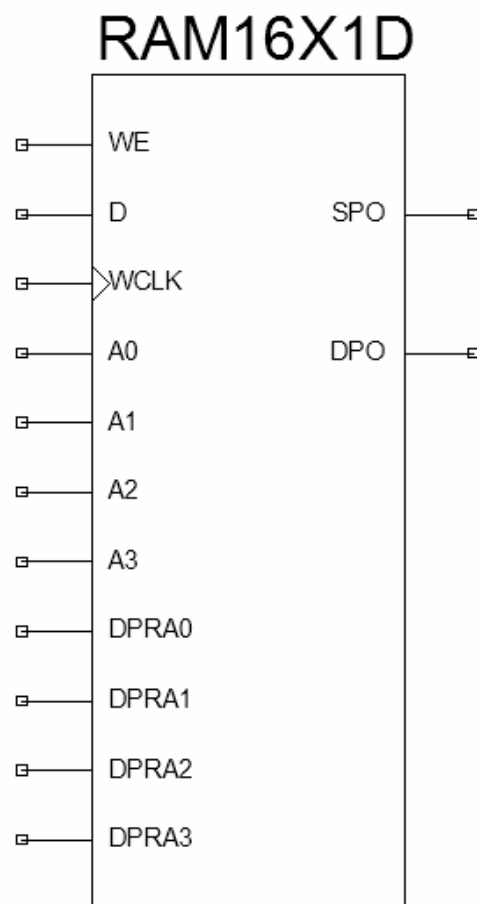 RAM16X1D
WE
D
SPO
WCLK
A0
DPO
A1
A2
A3
DPRA0
DPRA1
DPRA2
DPRA3